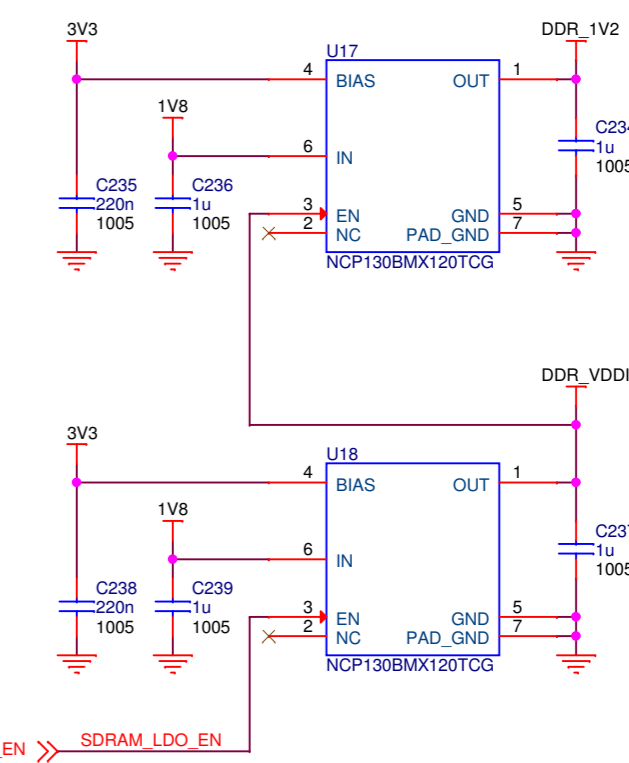 3V3
DDR_1V2
U17
4 BIAS OUT 1
1V8
C234
1u
1005
6 IN
C235
220n
1005
C236
1u
1005
3 EN GND 5
2 NC PAD_GND 7
NCP130BMX120TCG
DDR_VDDI
3V3
U18
4 BIAS OUT 1
1V8
C237
1u
1005
6 IN
C238
220n
1005
C239
1u
1005
3 EN GND 5
2 NC PAD_GND 7
NCP130BMX120TCG
_EN SDRAM_LDO_EN